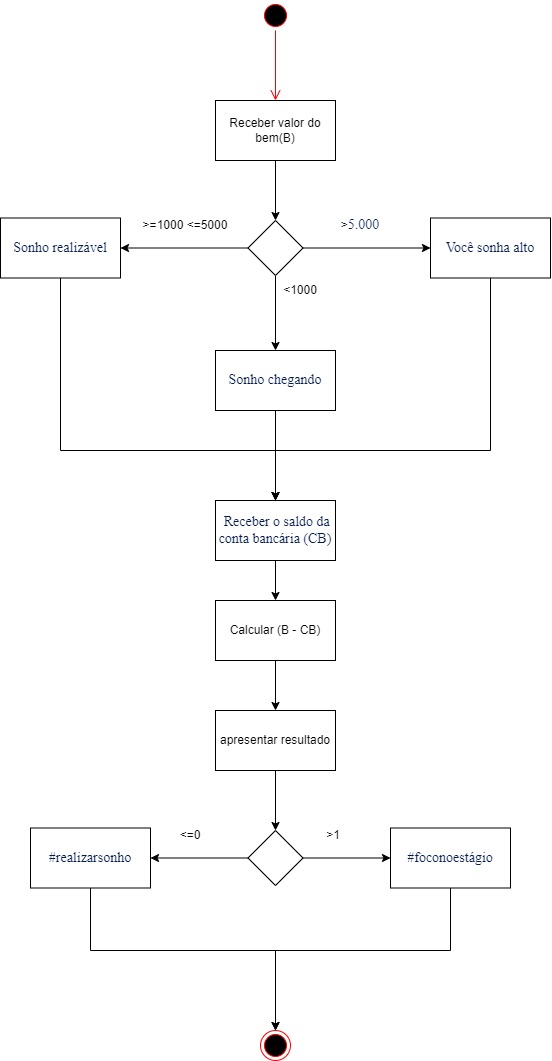 Receber valor do
bem(B)
>=1000 <=5000
>5.000
Sonho realizável
Você sonha alto
<1000
Sonho chegando
Receber o saldo da
conta bancária (CB)
Calcular (B - CB)
apresentar resultado
<=0
>1
#realizarsonho
#foconoestágio